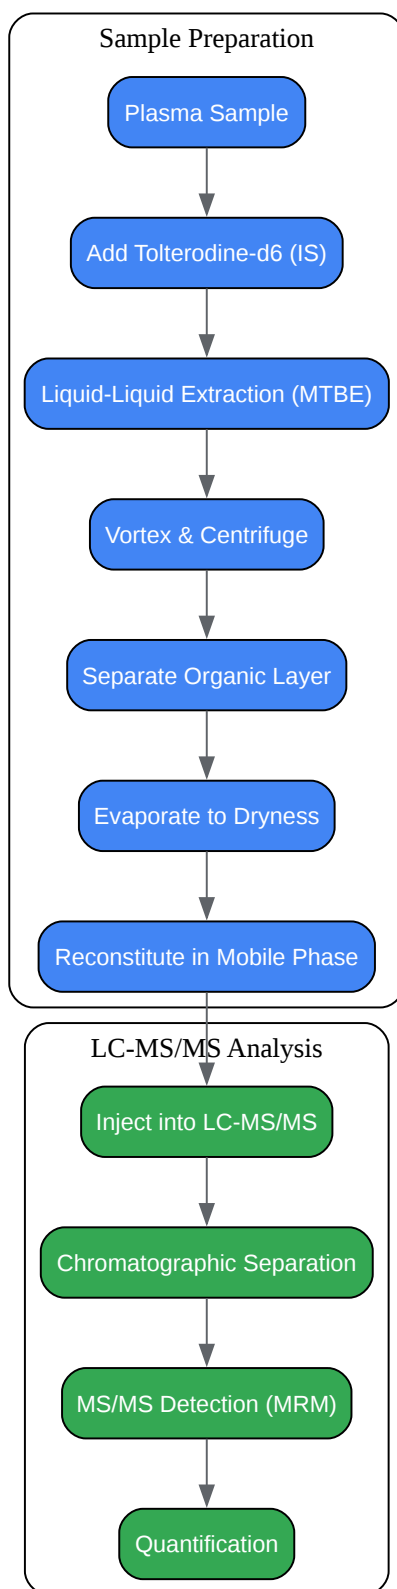 Sample Preparation
Plasma Sample
Add Tolterodine-d6 (IS)
Liquid-Liquid Extraction (MTBE)
Vortex & Centrifuge
Separate Organic Layer
Evaporate to Dryness
Reconstitute in Mobile Phase
LC-MS/MS Analysis
Inject into LC-MS/MS
Chromatographic Separation
MS/MS Detection (MRM)
Quantification